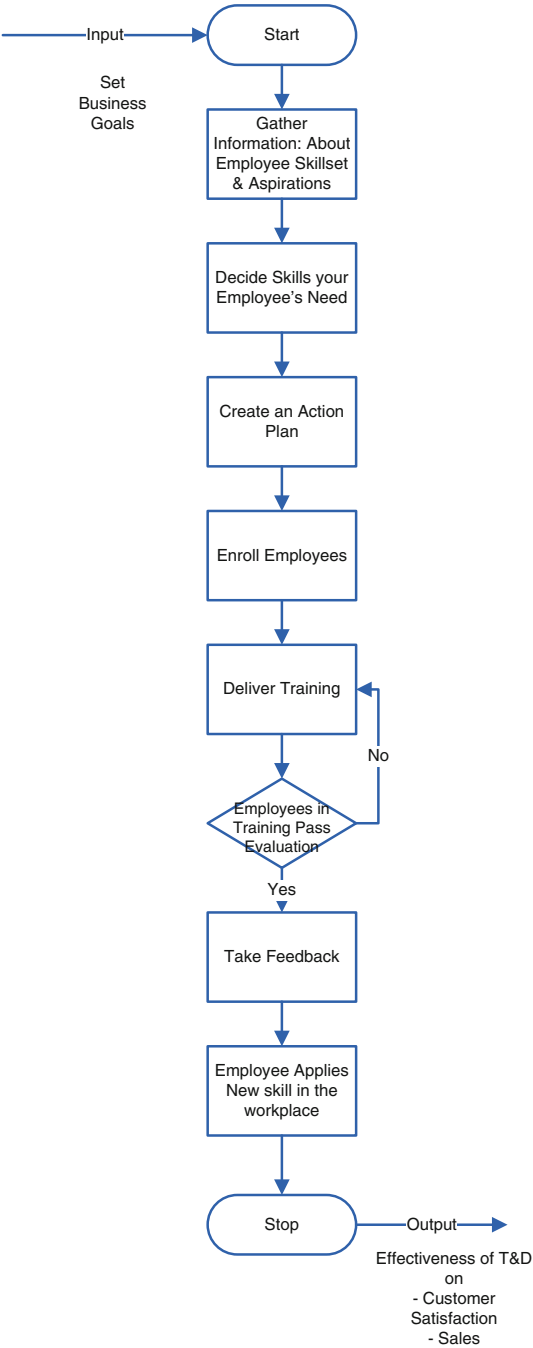 Input
Start
Set
Business
Goals
Gather
Information: About
Employee Skillset
& Aspirations
Decide Skills your
Employee's Need
Create an Action
Plan
Enroll Employees
Deliver Training
No
Employees in
Training Pass
Evaluation
Yes
Take Feedback
Employee Applies
New skill in the
workplace
Stop
Output
Effectiveness of T&D
on
- Customer
Satisfaction
- Sales